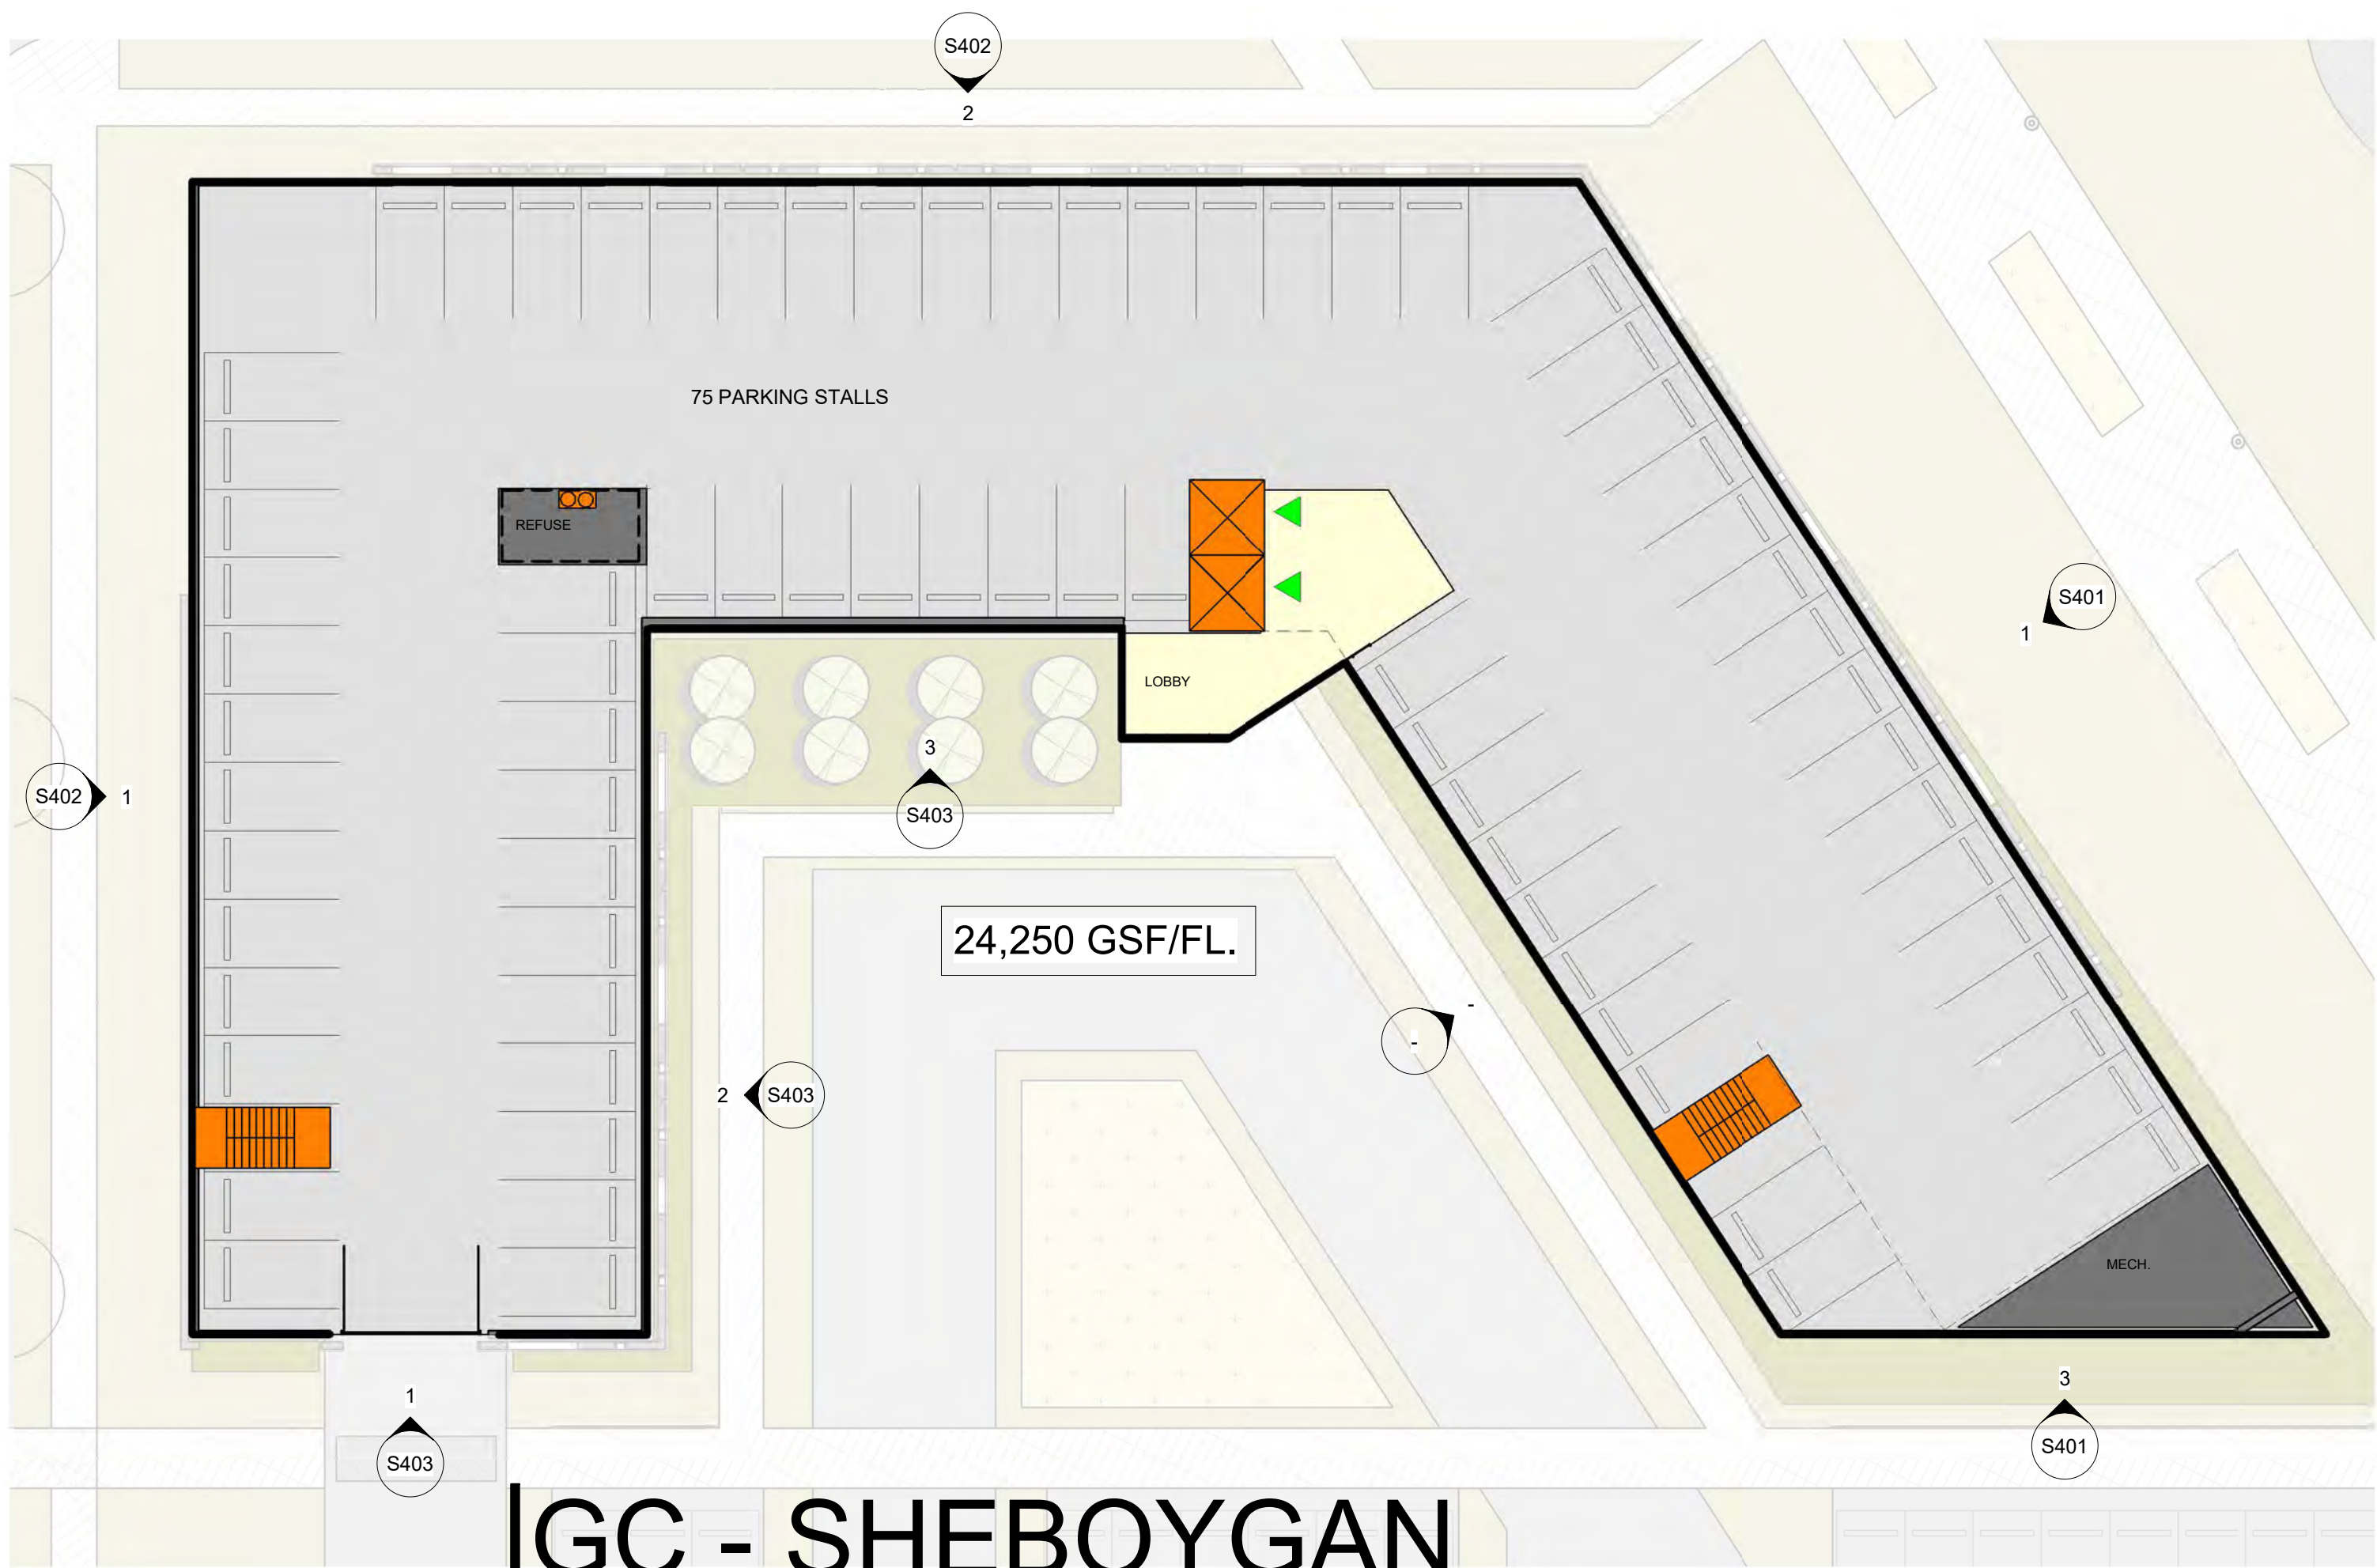 S402
2
75 PARKING STALLS
REFUSE
S401
1
LOBBY
3
S402
1
S403
24,250 GSF/FL.
-
-
2
S403
MECH.
1
3
S403
S401
IGC - SHEBOYGAN